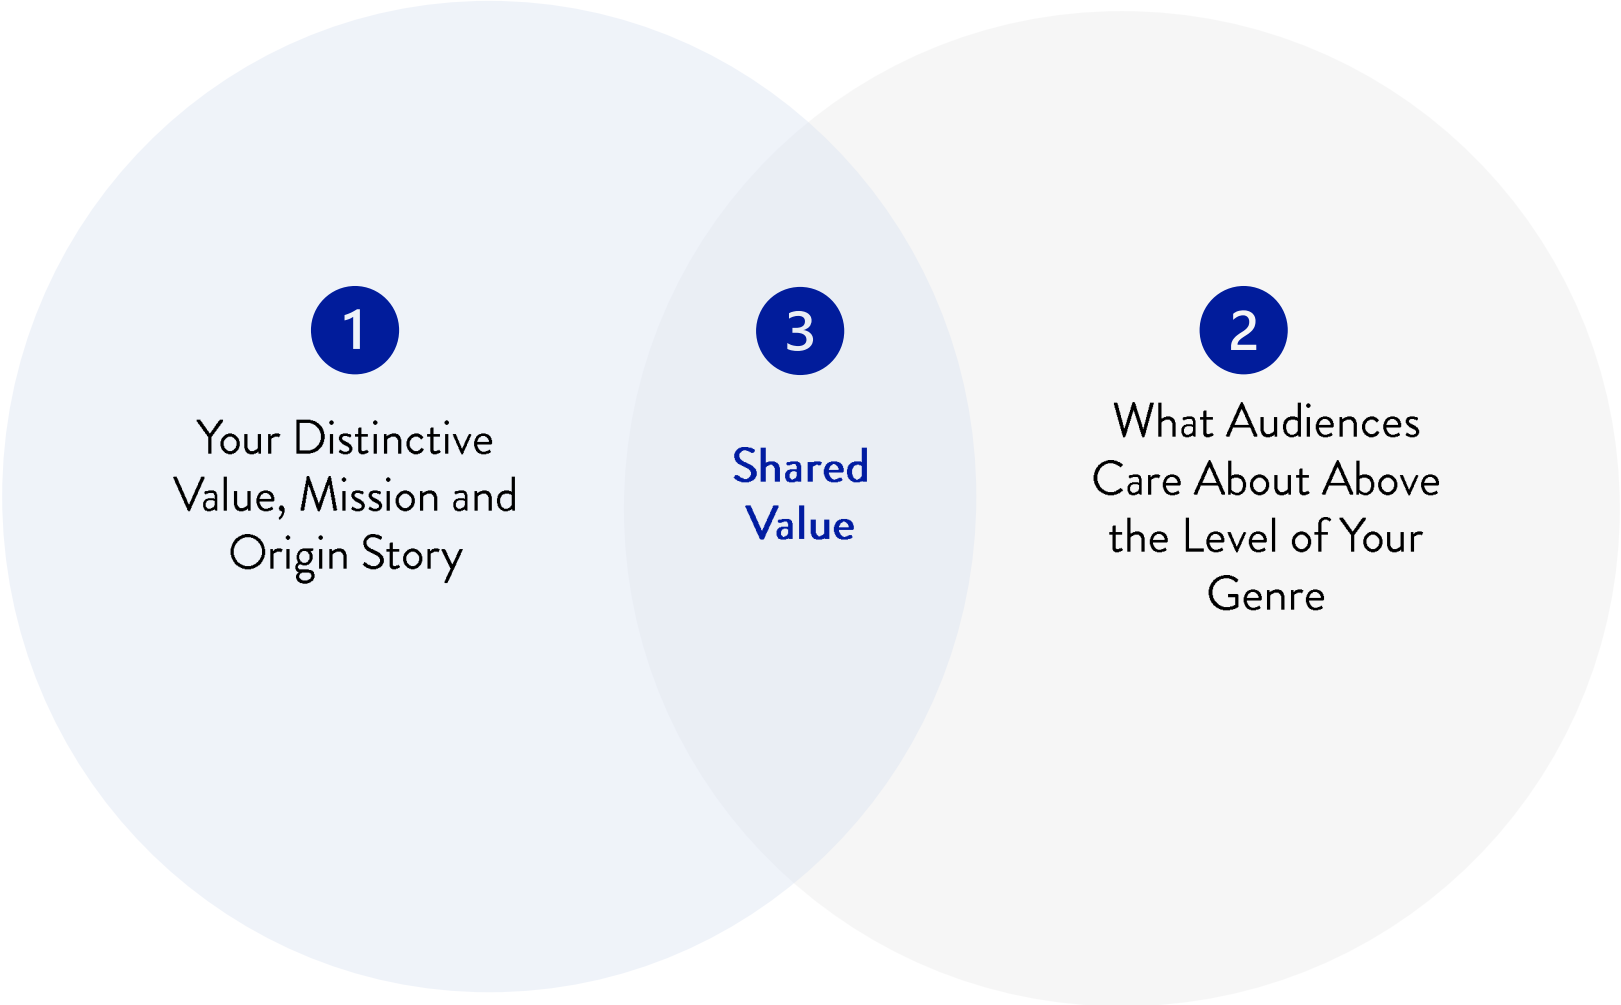 1
Your Distinctive
Value, Mission and
Origin Story
3
Shared
Value
2
What Audiences
Care About Above
the Level of Your
Genre